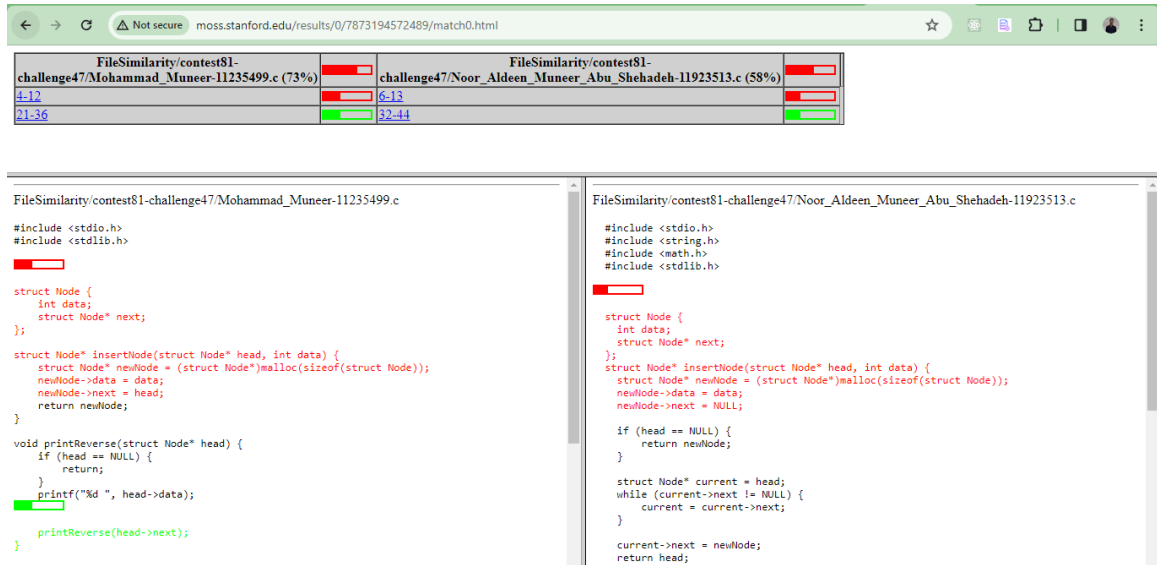 Not secure moss.stanford.edu/results/0/7873194572489/match0.html
FileSimilarity/contest81-
challenge47/Mohammad_Muneer-11235499.c (73%)
FileSimilarity/contest81-
challenge47/Noor_Aldeen_Muneer_Abu_Shehadeh-11923513.c (58%)
4-12
6-13
21-36
32-44
FileSimilarity/contest81-challenge47/Mohammad_Muneer-11235499.c
#include <stdio.h>
#include <stdlib.h>
struct Node {
int data;
struct Node* next;
};
struct Node* insertNode(struct Node* head, int data) {
struct Node* newNode = (struct Node*)malloc(sizeof(struct Node));
newNode->data = data;
newNode->next = head;
return newNode;
}
void printReverse(struct Node* head) {
if (head == NULL) {
return;
}
printf("%d ", head->data);
printReverse(head->next);
}
FileSimilarity/contest81-challenge47/Noor_Aldeen_Muneer_Abu_Shehadeh-11923513.c
#include <stdio.h>
#include <string.h>
#include <math.h>
#include <stdlib.h>
struct Node {
int data;
struct Node* next;
};
struct Node* insertNode(struct Node* head, int data) {
struct Node* newNode = (struct Node*)malloc(sizeof(struct Node));
newNode->data = data;
newNode->next = NULL;
if (head == NULL) {
return newNode;
}
struct Node* current = head;
while (current->next != NULL) {
current = current->next;
}
current->next = newNode;
return head;